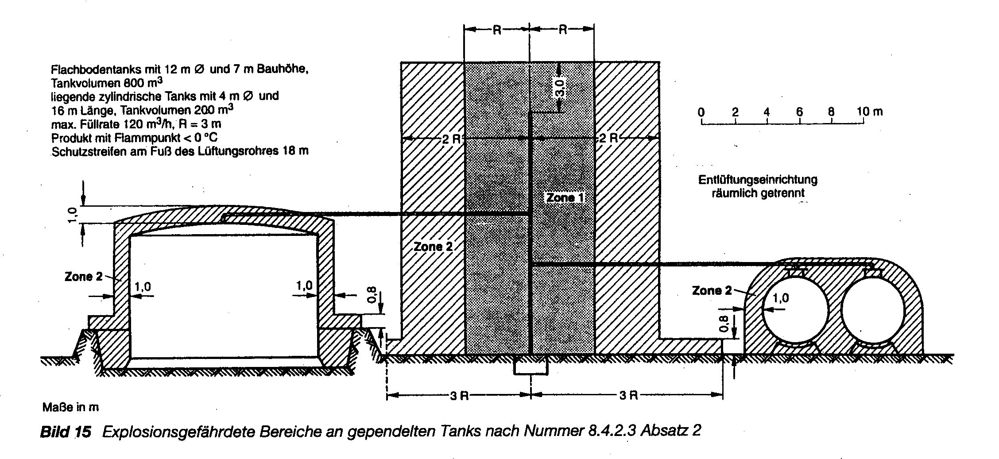 R
R
Flachbodentanks mit 12 m Ø und 7 m Bauhöhe,
Tankvolumen 800 m³
liegende zylindrische Tanks mit 4 m Ø und
16 m Länge, Tankvolumen 200 m³
max. Füllrate 120 m³/h, R = 3 m
Produkt mit Flammpunkt < 0 °C
Schutzstreifen am Fuß des Lüftungsrohres 18 m
3,0
0 2 4 6 8 10 m
2 R
2 R
Entlüftungseinrichtung
räumlich getrennt
Zone 1
1,0
Zone 2
Zone 2
1,0
1,0
0,8
Zone 2
1,0
0,8
3 R
3 R
Maße in m
Bild 15 Explosionsgefährdete Bereiche an gependelten Tanks nach Nummer 8.4.2.3 Absatz 2